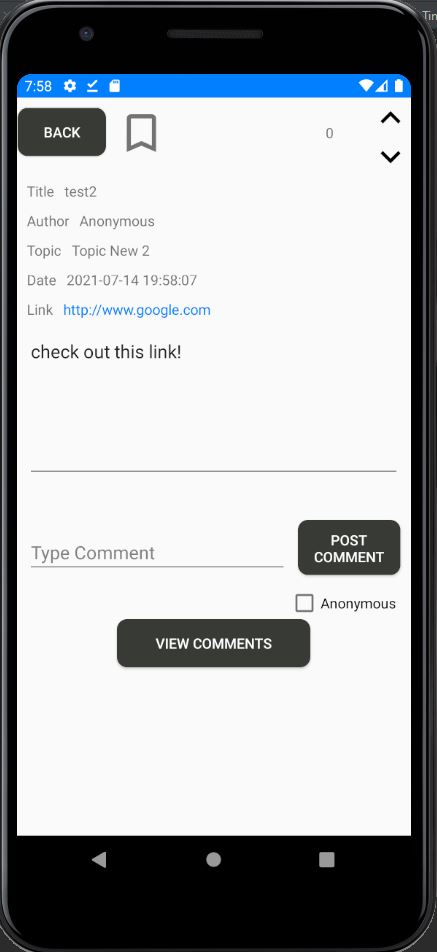 Tin
7:58
BACK
0
Title test2
Author Anonymous
Topic Topic New 2
Date 2021-07-14 19:58:07
Link http://www.google.com
check out this link!
Type Comment
POST
COMMENT
Anonymous
VIEW COMMENTS